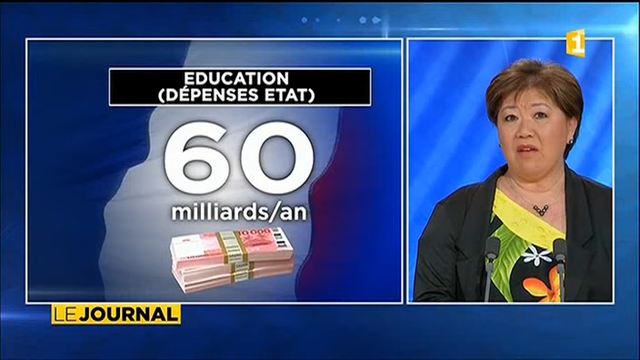 EDUCATION
(DÉPENSES ETAT)
60
milliards/an
1
LE JOURNAL